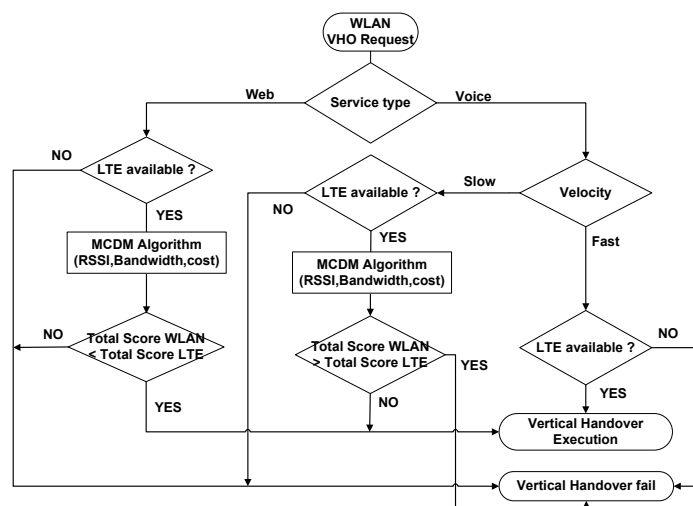 WLAN
VHO Request
Service type
Web
Voice
NO
LTE available ?
YES
MCDM Algorithm
(RSSI,Bandwidth,cost)
NO
Total Score WLAN
< Total Score LTE
YES
LTE available ?
Slow
NO
YES
MCDM Algorithm
(RSSI,Bandwidth,cost)
Total Score WLAN
> Total Score LTE
YES
NO
Velocity
Fast
LTE available ?
NO
YES
Vertical Handover
Execution
Vertical Handover fail